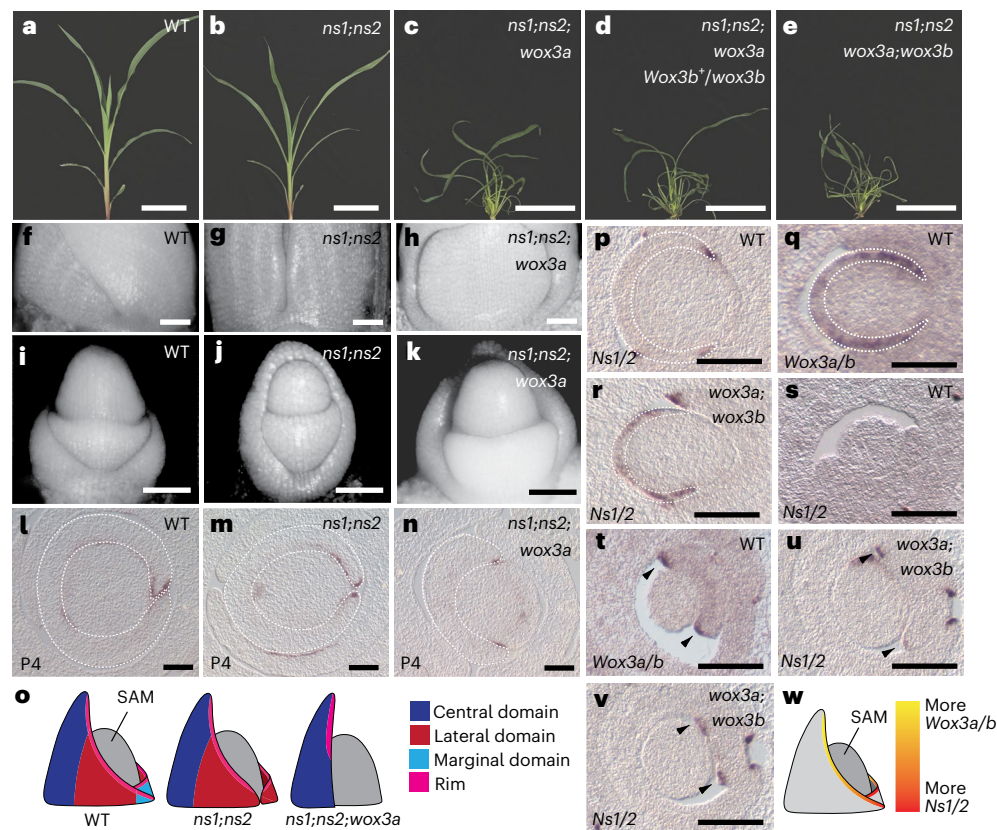 a WT
b ns1;ns2
c ns1;ns2;
wox3a
d ns1;ns2;
wox3a
Wox3b+/wox3b
e ns1;ns2
wox3a;wox3b
f WT
g ns1;ns2
h ns1;ns2;
wox3a
i WT
j ns1;ns2
k ns1;ns2;
wox3a
l WT
P4
m ns1;ns2
P4
n ns1;ns2;
wox3a
P4
o SAM
WT
ns1;ns2
ns1;ns2;wox3a
Central domain
Lateral domain
Marginal domain
Rim
p WT
Ns1/2
q WT
Wox3a/b
r wox3a;
wox3b
Ns1/2
s WT
Ns1/2
t WT
Wox3a/b
u wox3a;
wox3b
Ns1/2
v wox3a;
wox3b
Ns1/2
w SAM
More
Wox3a/b
More
Ns1/2